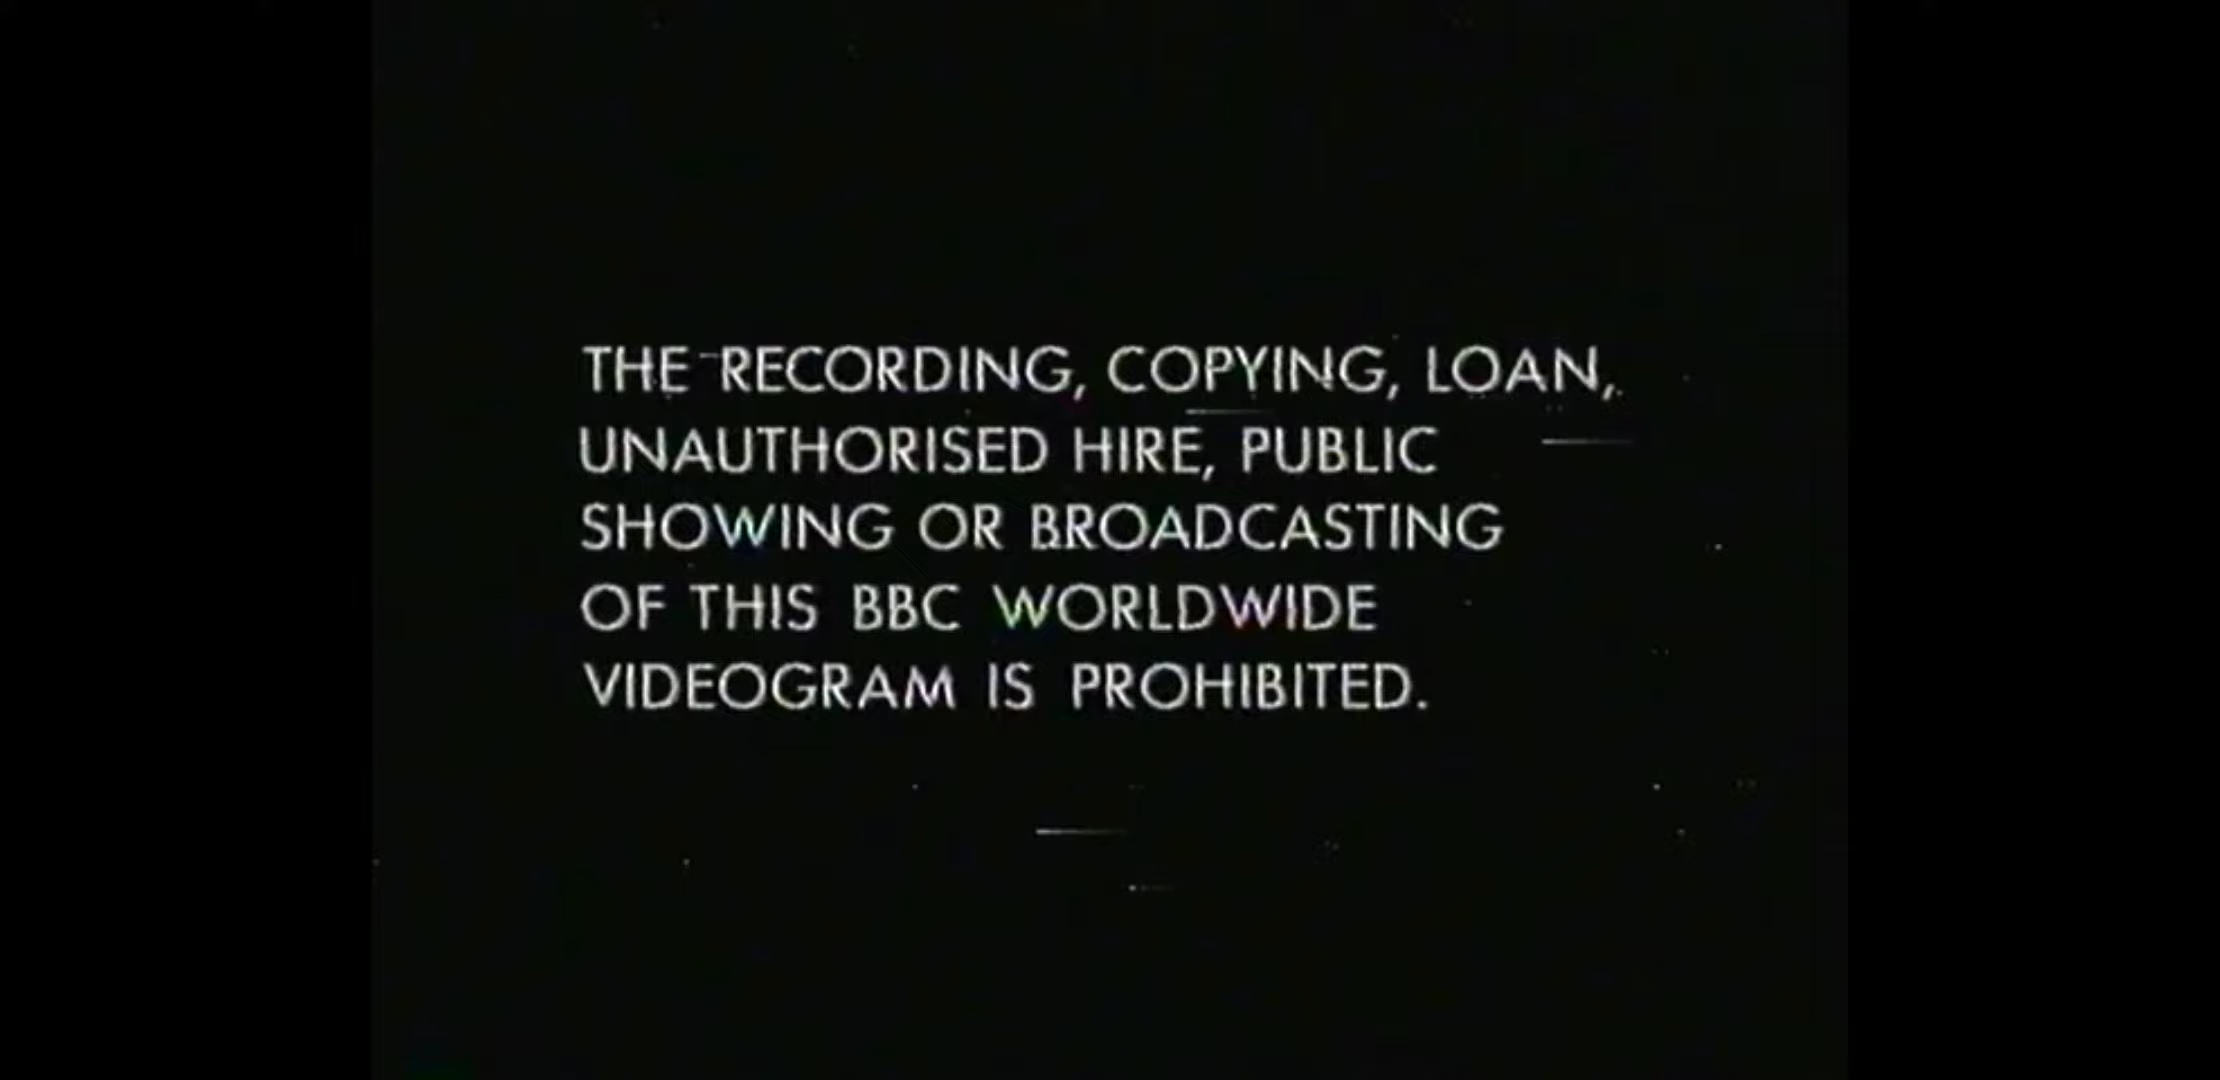 THE RECORDING, COPYING, LOAN,
UNAUTHORISED HIRE, PUBLIC
SHOWING OR BROADCASTING
OF THIS BBC WORLDWIDE
VIDEOGRAM IS PROHIBITED.